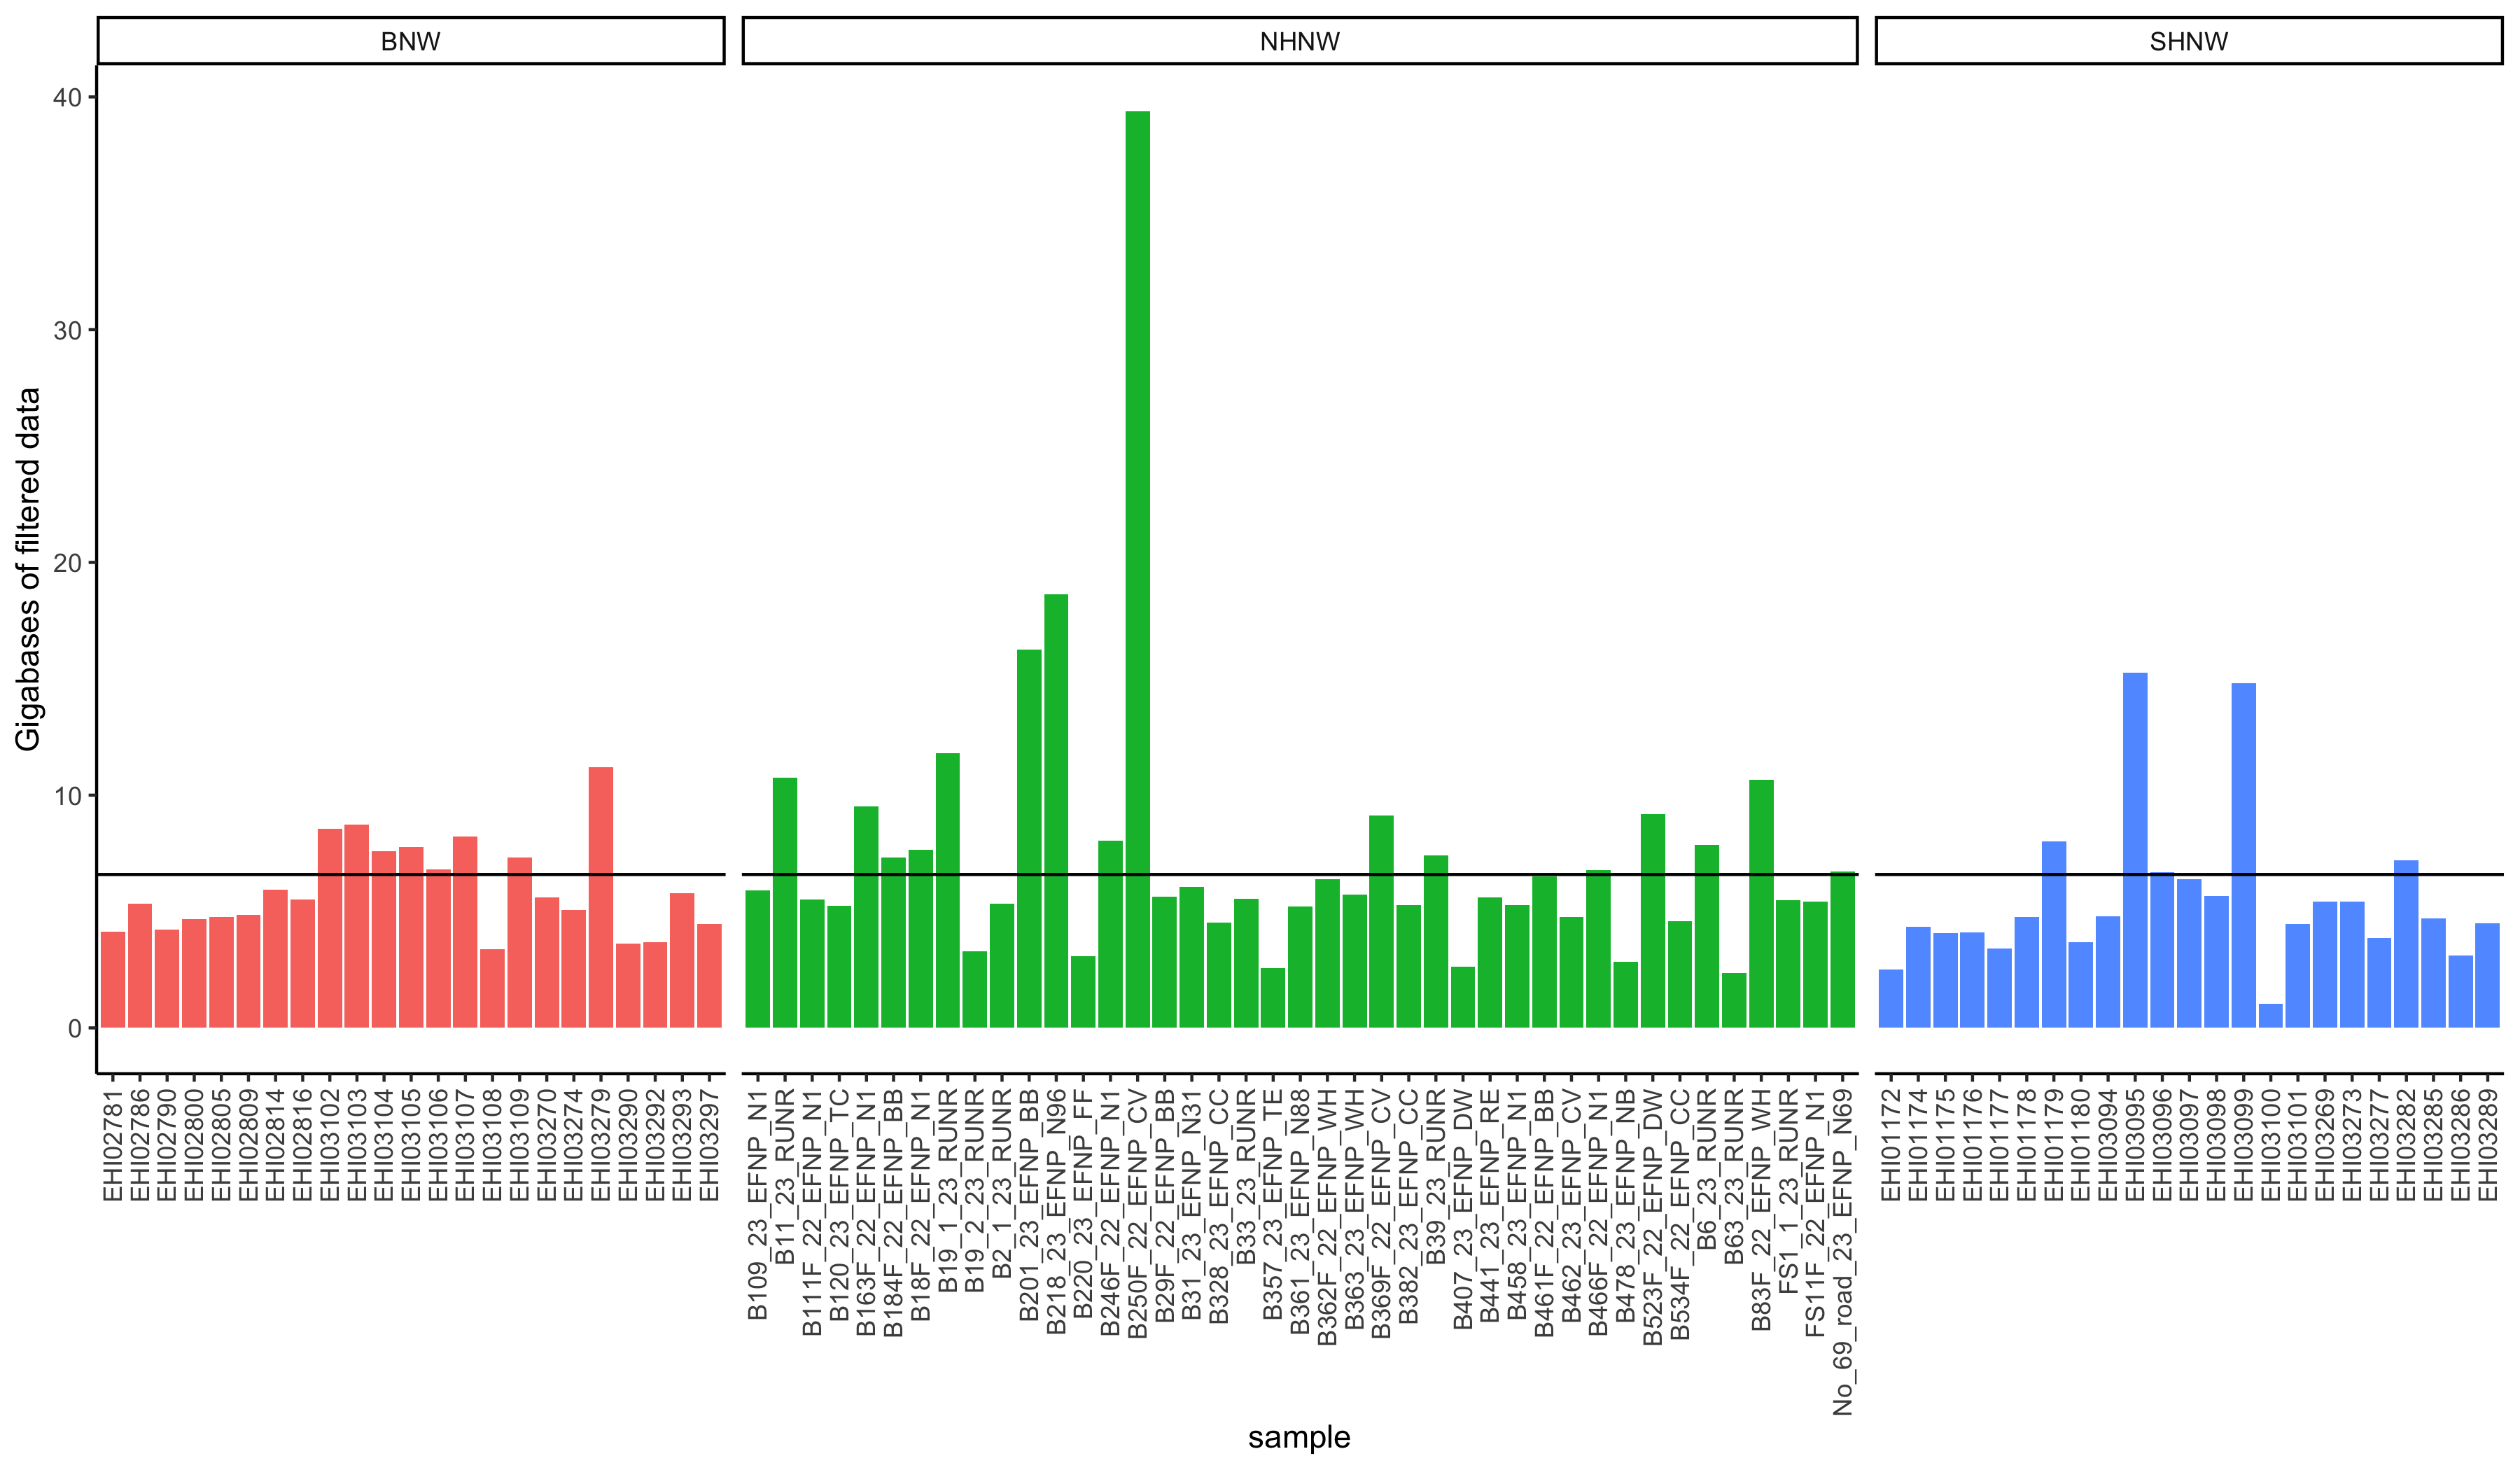 BNW
NHNW
SHNW
Gigabases of filtered data
40
30
20
10
0
EHI02781
EHI02786
EHI02790
EHI02800
EHI02805
EHI02809
EHI02814
EHI02816
EHI03102
EHI03103
EHI03104
EHI03105
EHI03106
EHI03107
EHI03108
EHI03109
EHI03270
EHI03274
EHI03279
EHI03290
EHI03292
EHI03293
EHI03297
B109_23_EFNP_N1
B11_23_RUNR
B111F_22_EFNP_N1
B120_23_EFNP_TC
B163F_22_EFNP_N1
B184F_22_EFNP_BB
B18F_22_EFNP_N1
B19_1_23_RUNR
B19_2_23_RUNR
B2_1_23_RUNR
B201_23_EFNP_BB
B218_23_EFNP_N96
B220_23_EFNP_FF
B246F_22_EFNP_N1
B250F_22_EFNP_CV
B29F_22_EFNP_BB
B31_23_EFNP_N31
B328_23_EFNP_CC
B33_23_RUNR
B357_23_EFNP_TE
B361_23_EFNP_N88
B362F_22_EFNP_WH
B363_23_EFNP_WH
B369F_22_EFNP_CV
B382_23_EFNP_CC
B39_23_RUNR
B407_23_EFNP_DW
B441_23_EFNP_RE
B458_23_EFNP_N1
B461F_22_EFNP_BB
B462_23_EFNP_CV
B466F_22_EFNP_N1
B478_23_EFNP_NB
B523F_22_EFNP_DW
B534F_22_EFNP_CC
B6_23_RUNR
B63_23_RUNR
B83F_22_EFNP_WH
FS1_1_23_RUNR
FS11F_22_EFNP_N1
No_69_road_23_EFNP_N69
EHI01172
EHI01174
EHI01175
EHI01176
EHI01177
EHI01178
EHI01179
EHI01180
EHI03094
EHI03095
EHI03096
EHI03097
EHI03098
EHI03099
EHI03100
EHI03101
EHI03269
EHI03273
EHI03277
EHI03282
EHI03285
EHI03286
EHI03289
sample